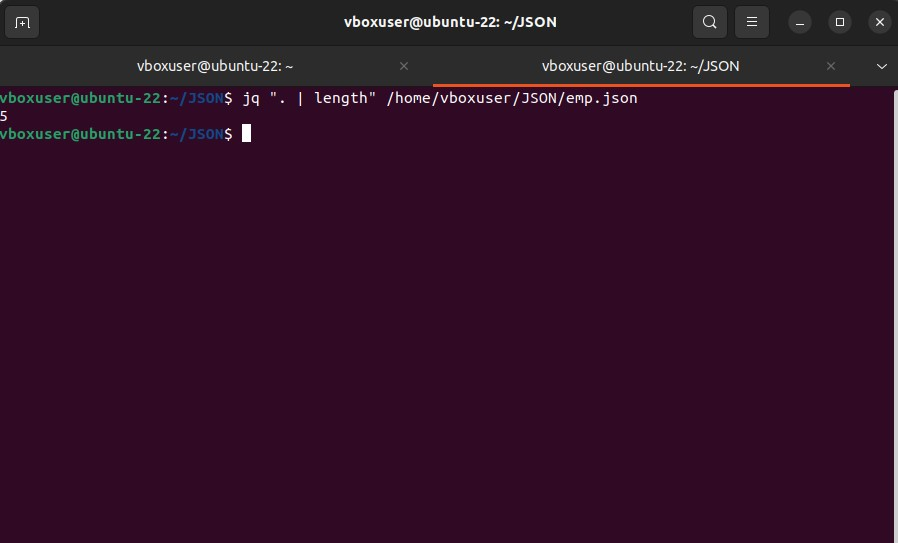 vboxuser@ubuntu-22: ~/JSON
vboxuser@ubuntu-22: ~
vboxuser@ubuntu-22: ~/JSON
vboxuser@ubuntu-22:~/JSON$ jq ". | length" /home/vboxuser/JSON/emp.json
5
vboxuser@ubuntu-22:~/JSON$